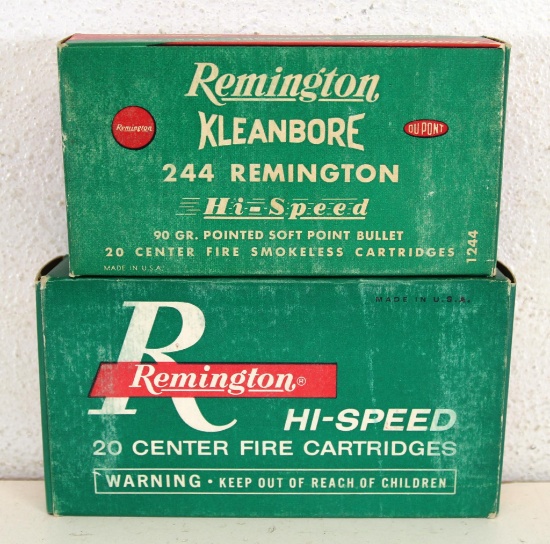 Remington
KLEANBORE
Remington
DU PONT
244 REMINGTON
Hi-Speed
90 GR. POINTED SOFT POINT BULLET
20 CENTER FIRE SMOKELESS CARTRIDGES
MADE IN U.S.A.
1244
MADE IN U.S.A.
R
Remington®
HI-SPEED
20 CENTER FIRE CARTRIDGES
WARNING • KEEP OUT OF REACH OF CHILDREN